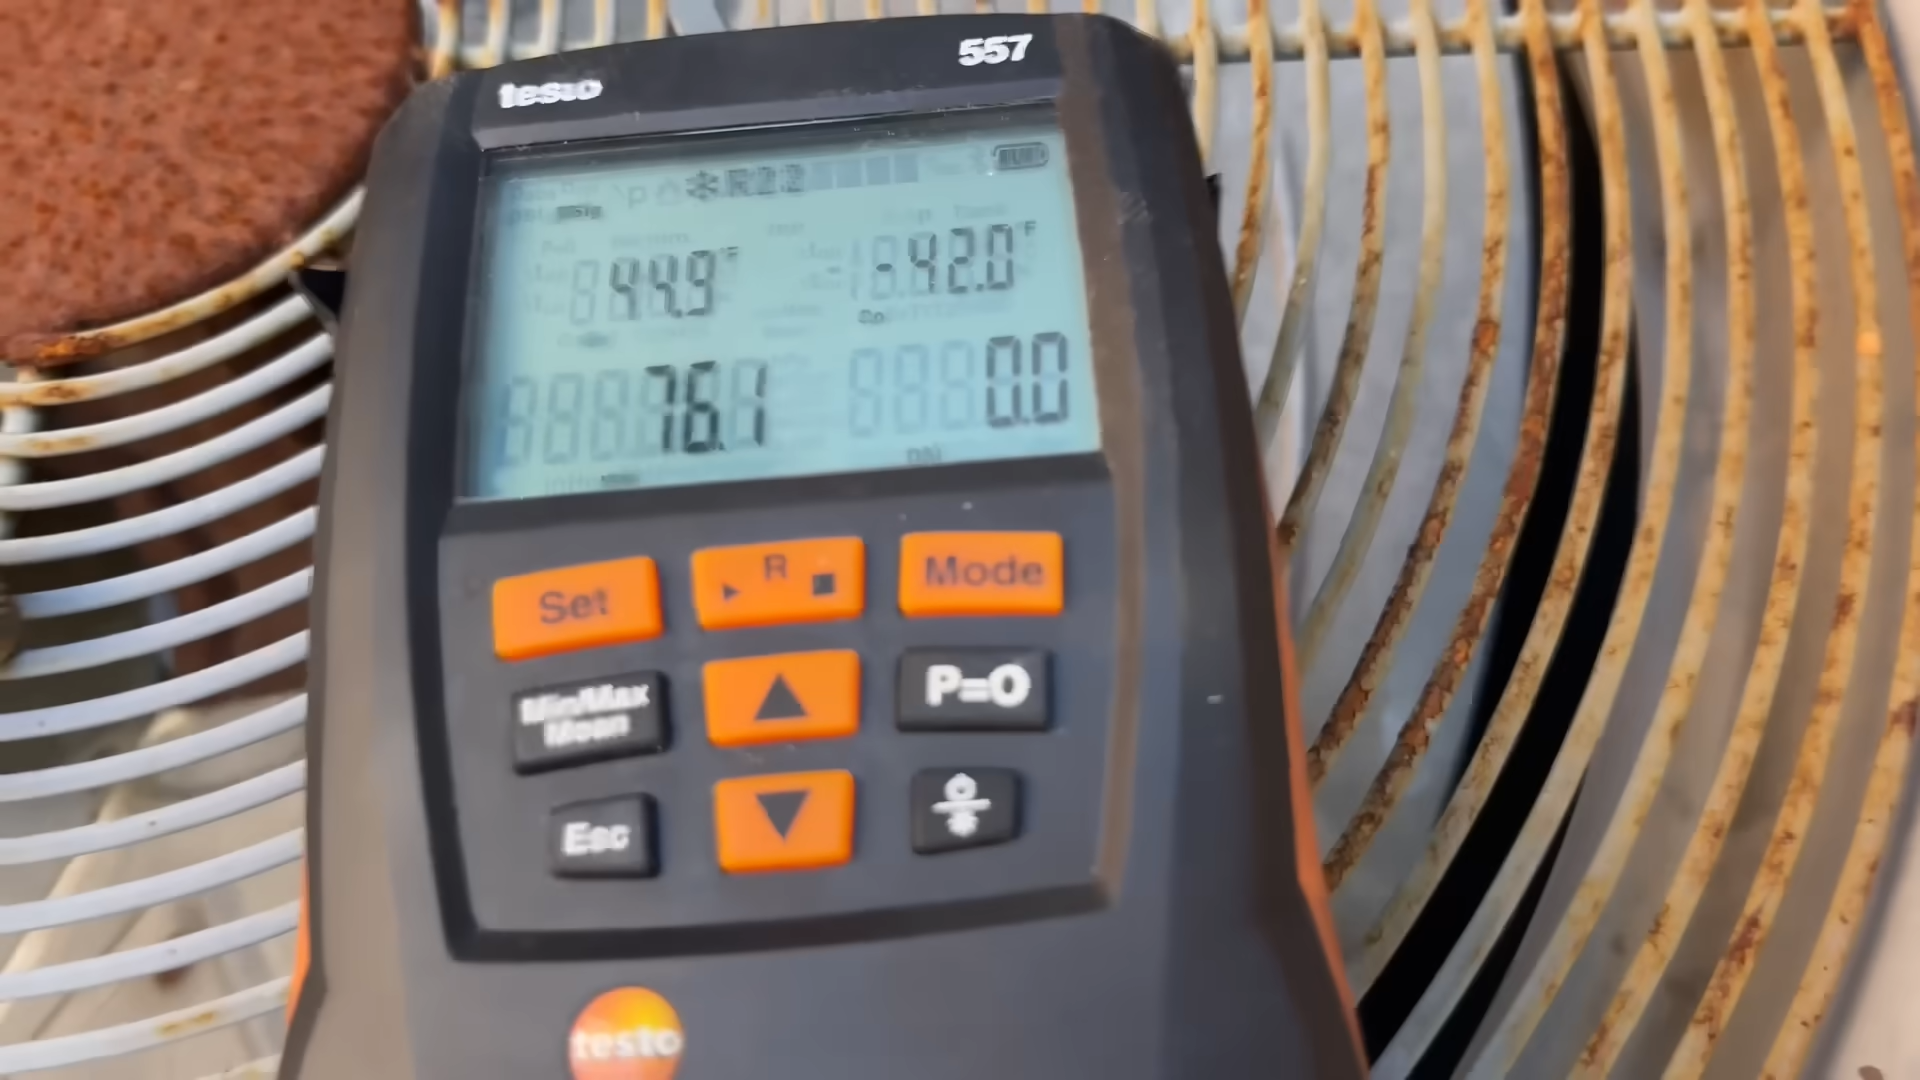 557
testo
R22
psig
44.9°F
-42.0°F
76.1
0.0
psi
Set
R
Mode
Min/Max
Mean
P=0
Esc
testo